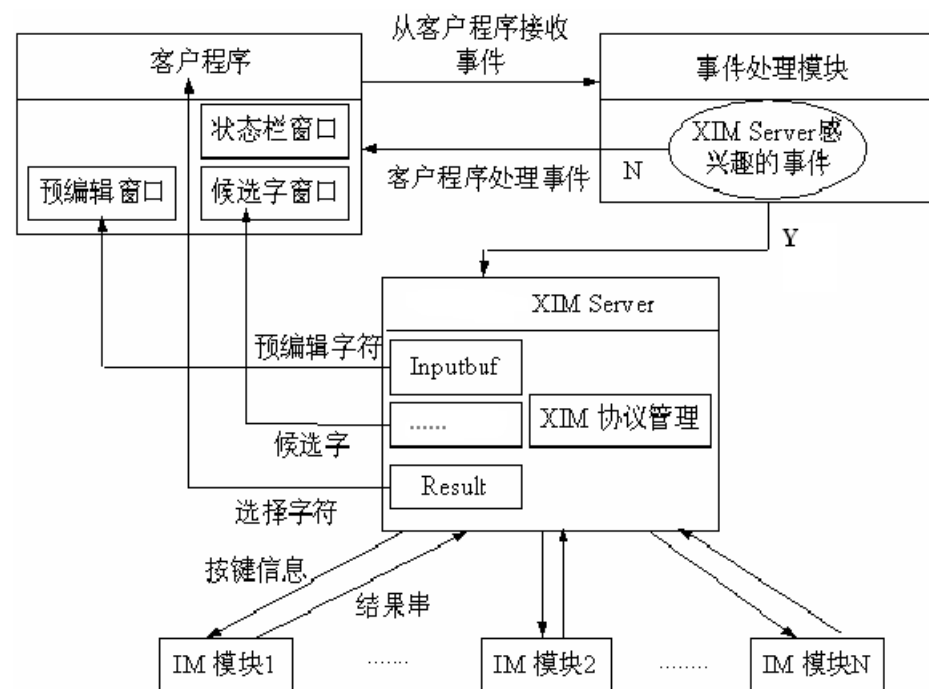 从客户程序接收
事件
客户程序
事件处理模块
状态栏窗口
XIM Server感
兴趣的事件
预编辑窗口
候选字窗口
客户程序处理事件
N
Y
XIM Server
预编辑字符
Inputbuf
......
XIM 协议管理
候选字
Result
选择字符
按键信息
结果串
IM 模块1
.......
IM 模块2
........
IM 模块N